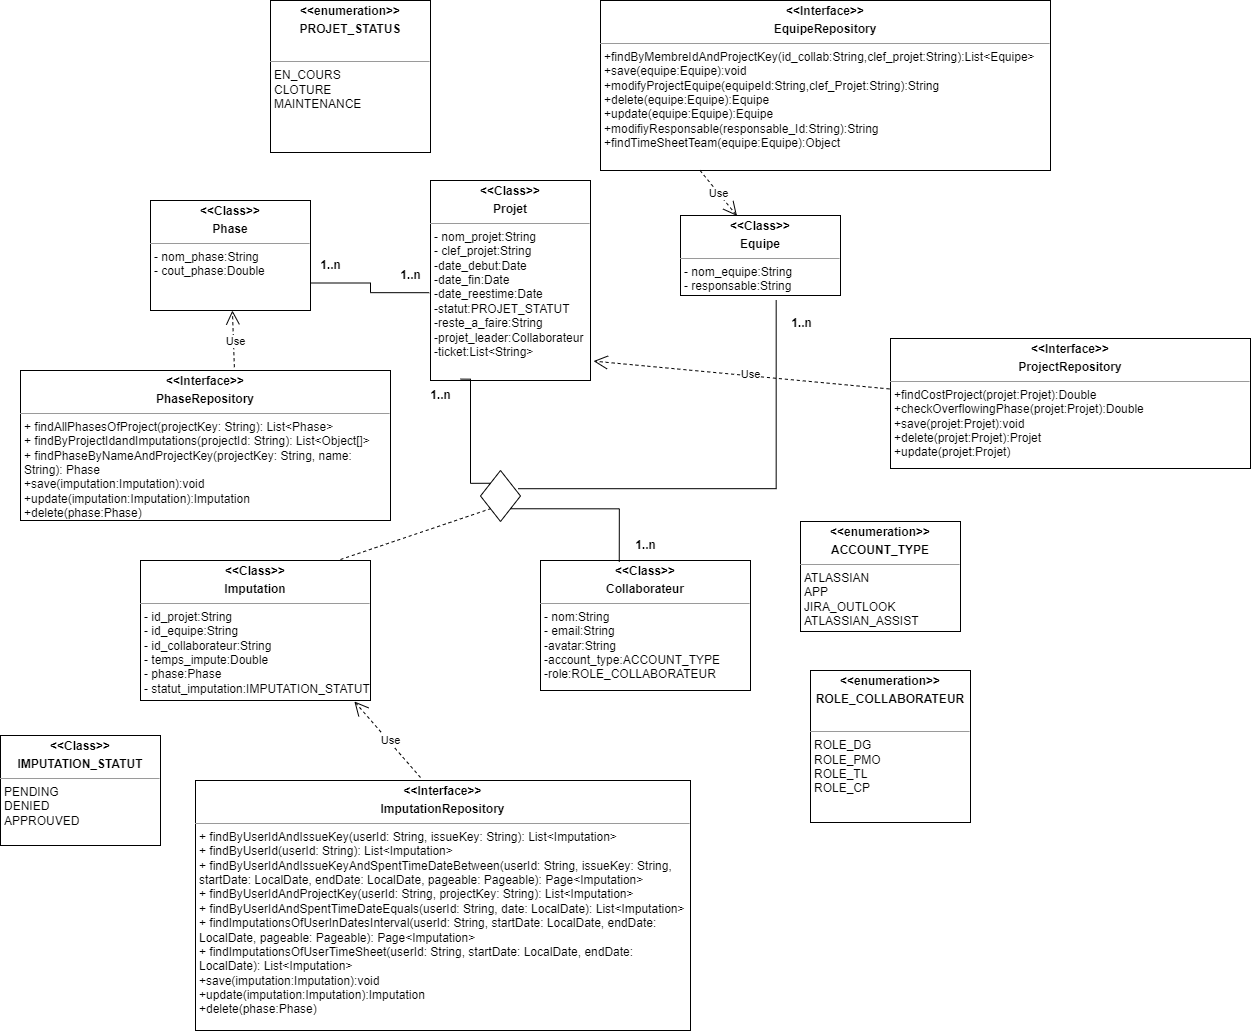 <<enumeration>>
PROJET_STATUS
EN_COURS
CLOTURE
MAINTENANCE
<<Interface>>
EquipeRepository
+findByMembreIdAndProjectKey(id_collab:String,clef_projet:String):List<Equipe>
+save(equipe:Equipe):void
+modifyProjectEquipe(equipeId:String,clef_Projet:String):String
+delete(equipe:Equipe):Equipe
+update(equipe:Equipe):Equipe
+modifiyResponsable(responsable_Id:String):String
+findTimeSheetTeam(equipe:Equipe):Object
Use
<<Class>>
Phase
- nom_phase:String
- cout_phase:Double
1..n
1..n
<<Class>>
Projet
- nom_projet:String
- clef_projet:String
-date_debut:Date
-date_fin:Date
-date_reestime:Date
-statut:PROJET_STATUT
-reste_a_faire:String
-projet_leader:Collaborateur
-ticket:List<String>
1..n
<<Class>>
Equipe
- nom_equipe:String
- responsable:String
1..n
Use
<<Interface>>
PhaseRepository
+ findAllPhasesOfProject(projectKey: String): List<Phase>
+ findByProjectIdandImputations(projectId: String): List<Object[]>
+ findPhaseByNameAndProjectKey(projectKey: String, name:
String): Phase
+save(imputation:Imputation):void
+update(imputation:Imputation):Imputation
+delete(phase:Phase)
Use
<<Interface>>
ProjectRepository
+findCostProject(projet:Projet):Double
+checkOverflowingPhase(projet:Projet):Double
+save(projet:Projet):void
+delete(projet:Projet):Projet
+update(projet:Projet)
<<Class>>
Imputation
- id_projet:String
- id_equipe:String
- id_collaborateur:String
- temps_impute:Double
- phase:Phase
- statut_imputation:IMPUTATION_STATUT
1..n
<<Class>>
Collaborateur
- nom:String
- email:String
-avatar:String
-account_type:ACCOUNT_TYPE
-role:ROLE_COLLABORATEUR
<<enumeration>>
ACCOUNT_TYPE
ATLASSIAN
APP
JIRA_OUTLOOK
ATLASSIAN_ASSIST
<<enumeration>>
ROLE_COLLABORATEUR
ROLE_DG
ROLE_PMO
ROLE_TL
ROLE_CP
<<Class>>
IMPUTATION_STATUT
PENDING
DENIED
APPROUVED
Use
<<Interface>>
ImputationRepository
+ findByUserIdAndIssueKey(userId: String, issueKey: String): List<Imputation>
+ findByUserId(userId: String): List<Imputation>
+ findByUserIdAndIssueKeyAndSpentTimeDateBetween(userId: String, issueKey: String,
startDate: LocalDate, endDate: LocalDate, pageable: Pageable): Page<Imputation>
+ findByUserIdAndProjectKey(userId: String, projectKey: String): List<Imputation>
+ findByUserIdAndSpentTimeDateEquals(userId: String, date: LocalDate): List<Imputation>
+ findImputationsOfUserInDatesInterval(userId: String, startDate: LocalDate, endDate:
LocalDate, pageable: Pageable): Page<Imputation>
+ findImputationsOfUserTimeSheet(userId: String, startDate: LocalDate, endDate:
LocalDate): List<Imputation>
+save(imputation:Imputation):void
+update(imputation:Imputation):Imputation
+delete(phase:Phase)